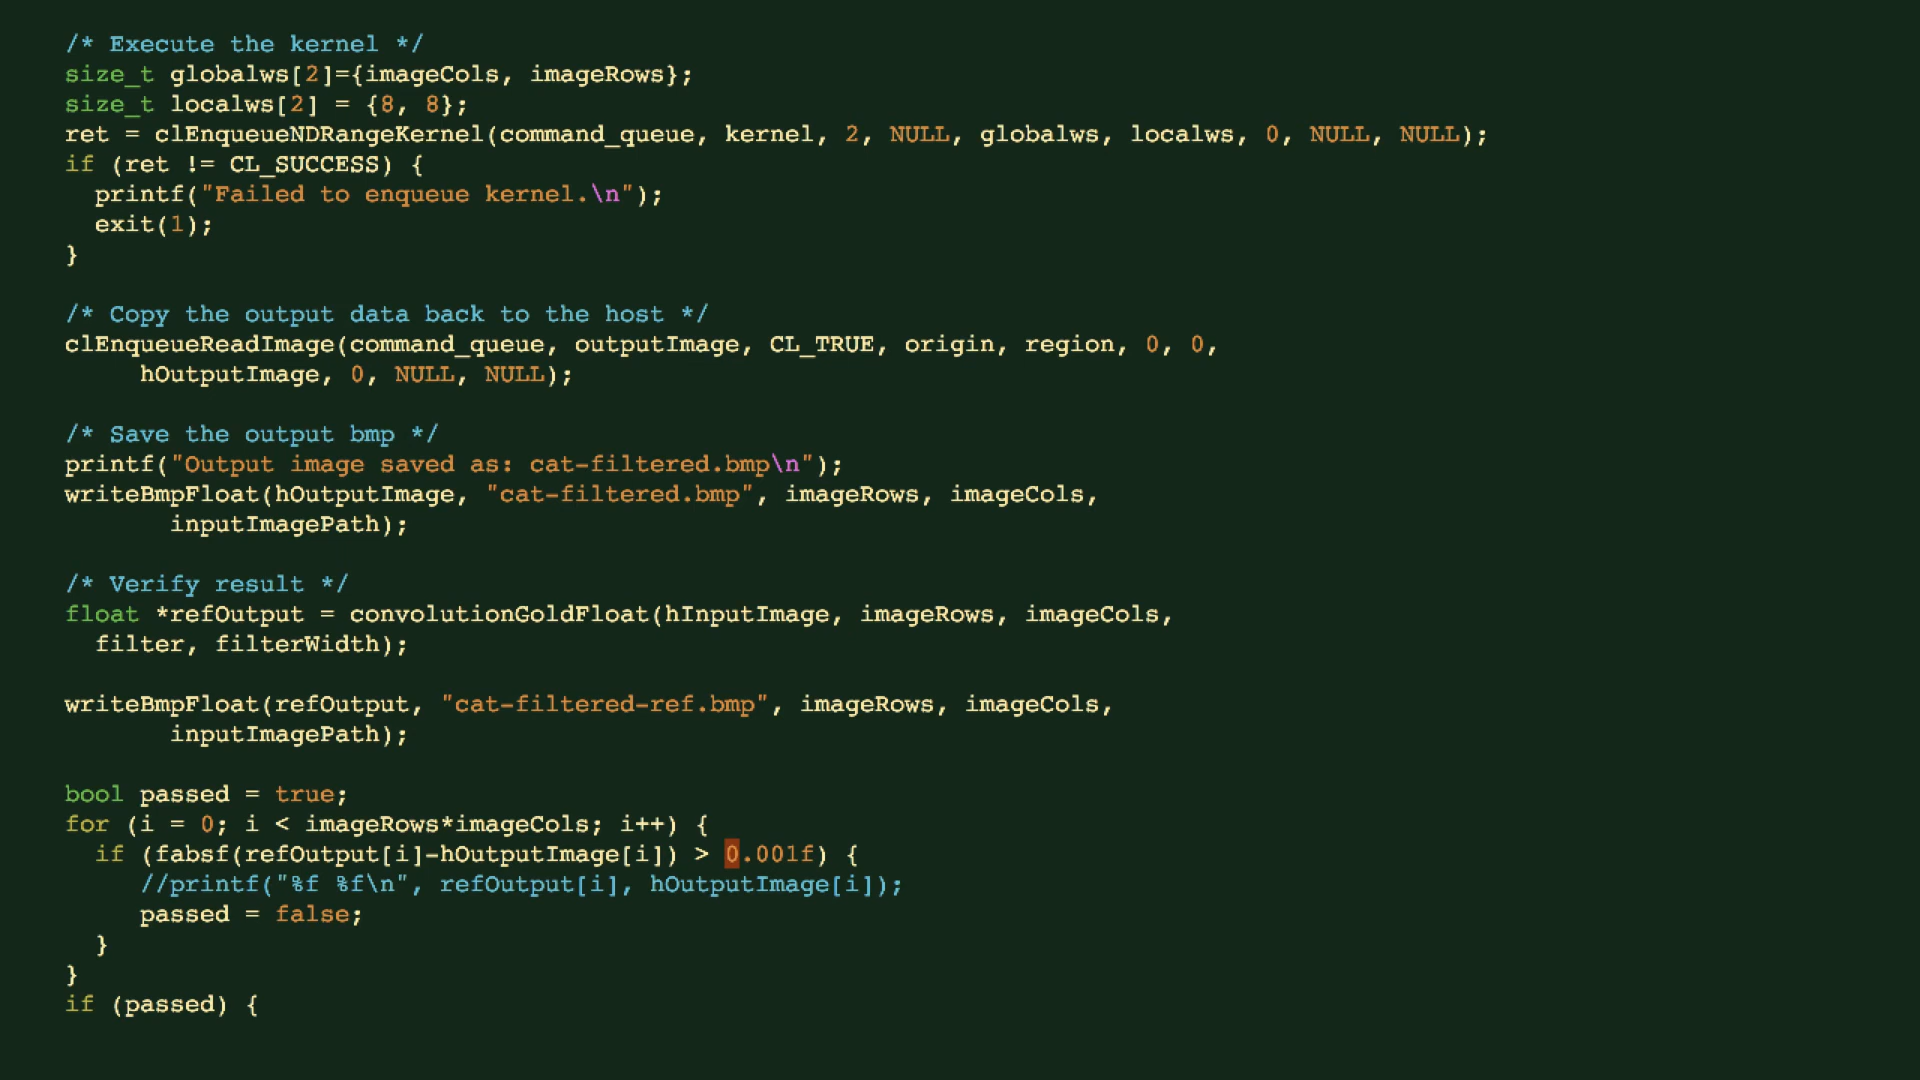 /* Execute the kernel */
size_t globalws[2]={imageCols, imageRows};
size_t localws[2] = {8, 8};
ret = clEnqueueNDRangeKernel(command_queue, kernel, 2, NULL, globalws, localws, 0, NULL, NULL);
if (ret != CL_SUCCESS) {
  printf("Failed to enqueue kernel.\n");
  exit(1);
}

/* Copy the output data back to the host */
clEnqueueReadImage(command_queue, outputImage, CL_TRUE, origin, region, 0, 0,
     hOutputImage, 0, NULL, NULL);

/* Save the output bmp */
printf("Output image saved as: cat-filtered.bmp\n");
writeBmpFloat(hOutputImage, "cat-filtered.bmp", imageRows, imageCols,
       inputImagePath);

/* Verify result */
float *refOutput = convolutionGoldFloat(hInputImage, imageRows, imageCols,
  filter, filterWidth);

writeBmpFloat(refOutput, "cat-filtered-ref.bmp", imageRows, imageCols,
       inputImagePath);

bool passed = true;
for (i = 0; i < imageRows*imageCols; i++) {
  if (fabsf(refOutput[i]-hOutputImage[i]) > 0.001f) {
     //printf("%f %f\n", refOutput[i], hOutputImage[i]);
     passed = false;
  }
}
if (passed) {